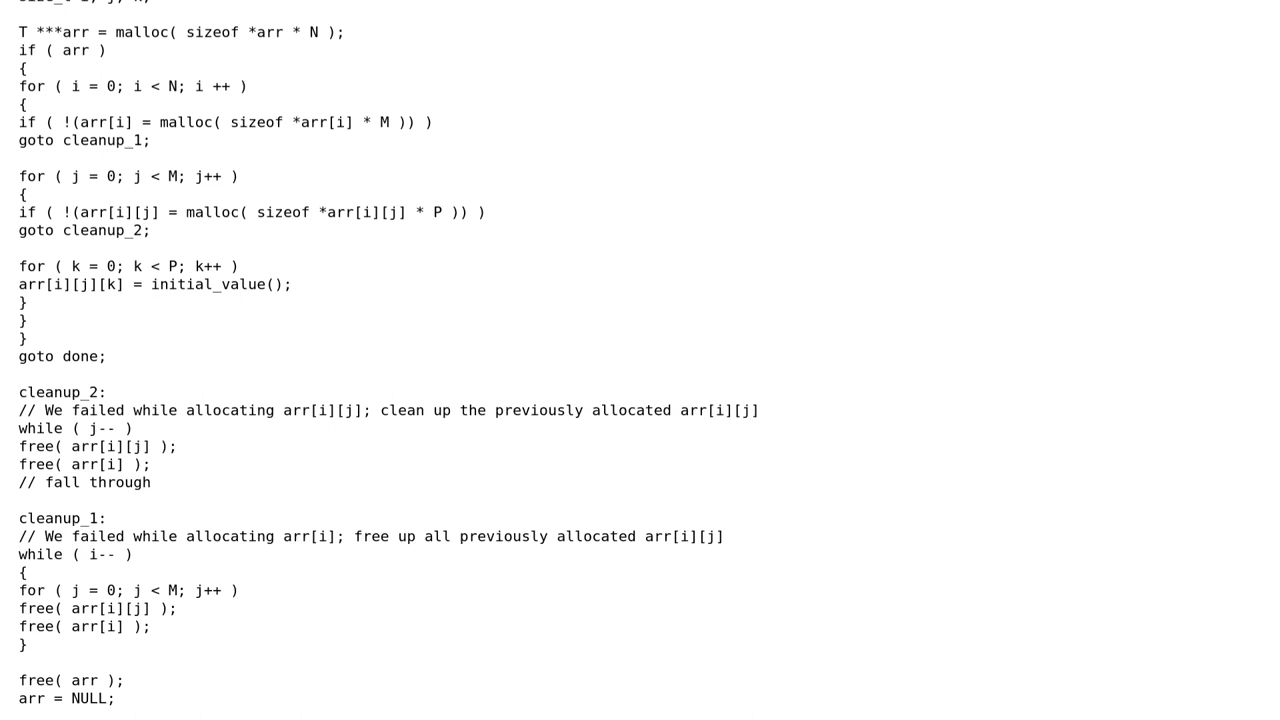 T ***arr = malloc( sizeof *arr * N );
if ( arr )
{
for ( i = 0; i < N; i ++ )
{
if ( !(arr[i] = malloc( sizeof *arr[i] * M )) )
goto cleanup_1;
for ( j = 0; j < M; j++ )
{
if ( !(arr[i][j] = malloc( sizeof *arr[i][j] * P )) )
goto cleanup_2;
for ( k = 0; k < P; k++ )
arr[i][j][k] = initial_value();
}
}
}
goto done;
cleanup_2:
// We failed while allocating arr[i][j]; clean up the previously allocated arr[i][j]
while ( j-- )
free( arr[i][j] );
free( arr[i] );
// fall through
cleanup_1:
// We failed while allocating arr[i]; free up all previously allocated arr[i][j]
while ( i-- )
{
for ( j = 0; j < M; j++ )
free( arr[i][j] );
free( arr[i] );
}
free( arr );
arr = NULL;